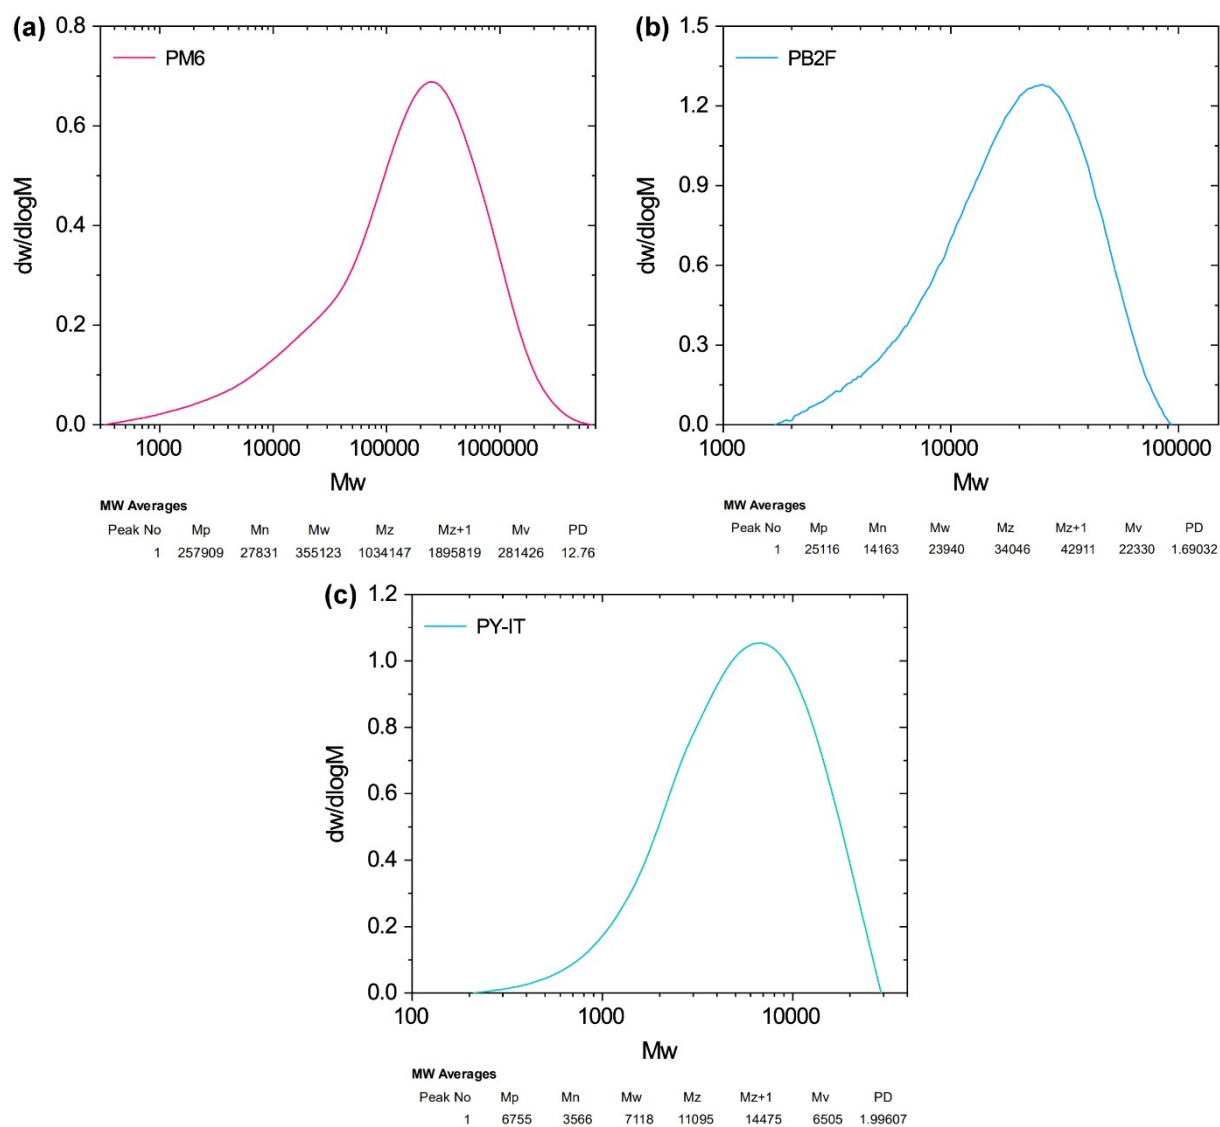 (a)
PM6
0.8
0.6
0.4
0.2
0.0
dw/dlogM
1000 10000 100000 1000000
Mw
MW Averages
Peak No Mp Mn Mw Mz Mz+1 Mv PD
1 257909 27831 355123 1034147 1895819 281426 12.76
(b)
PB2F
1.5
1.2
0.9
0.6
0.3
0.0
dw/dlogM
1000 10000 100000
Mw
MW Averages
Peak No Mp Mn Mw Mz Mz+1 Mv PD
1 25116 14163 23940 34046 42911 22330 1.69032
(c)
PY-IT
1.2
1.0
0.8
0.6
0.4
0.2
0.0
dw/dlogM
100 1000 10000
Mw
MW Averages
Peak No Mp Mn Mw Mz Mz+1 Mv PD
1 6755 3566 7118 11095 14475 6505 1.99607